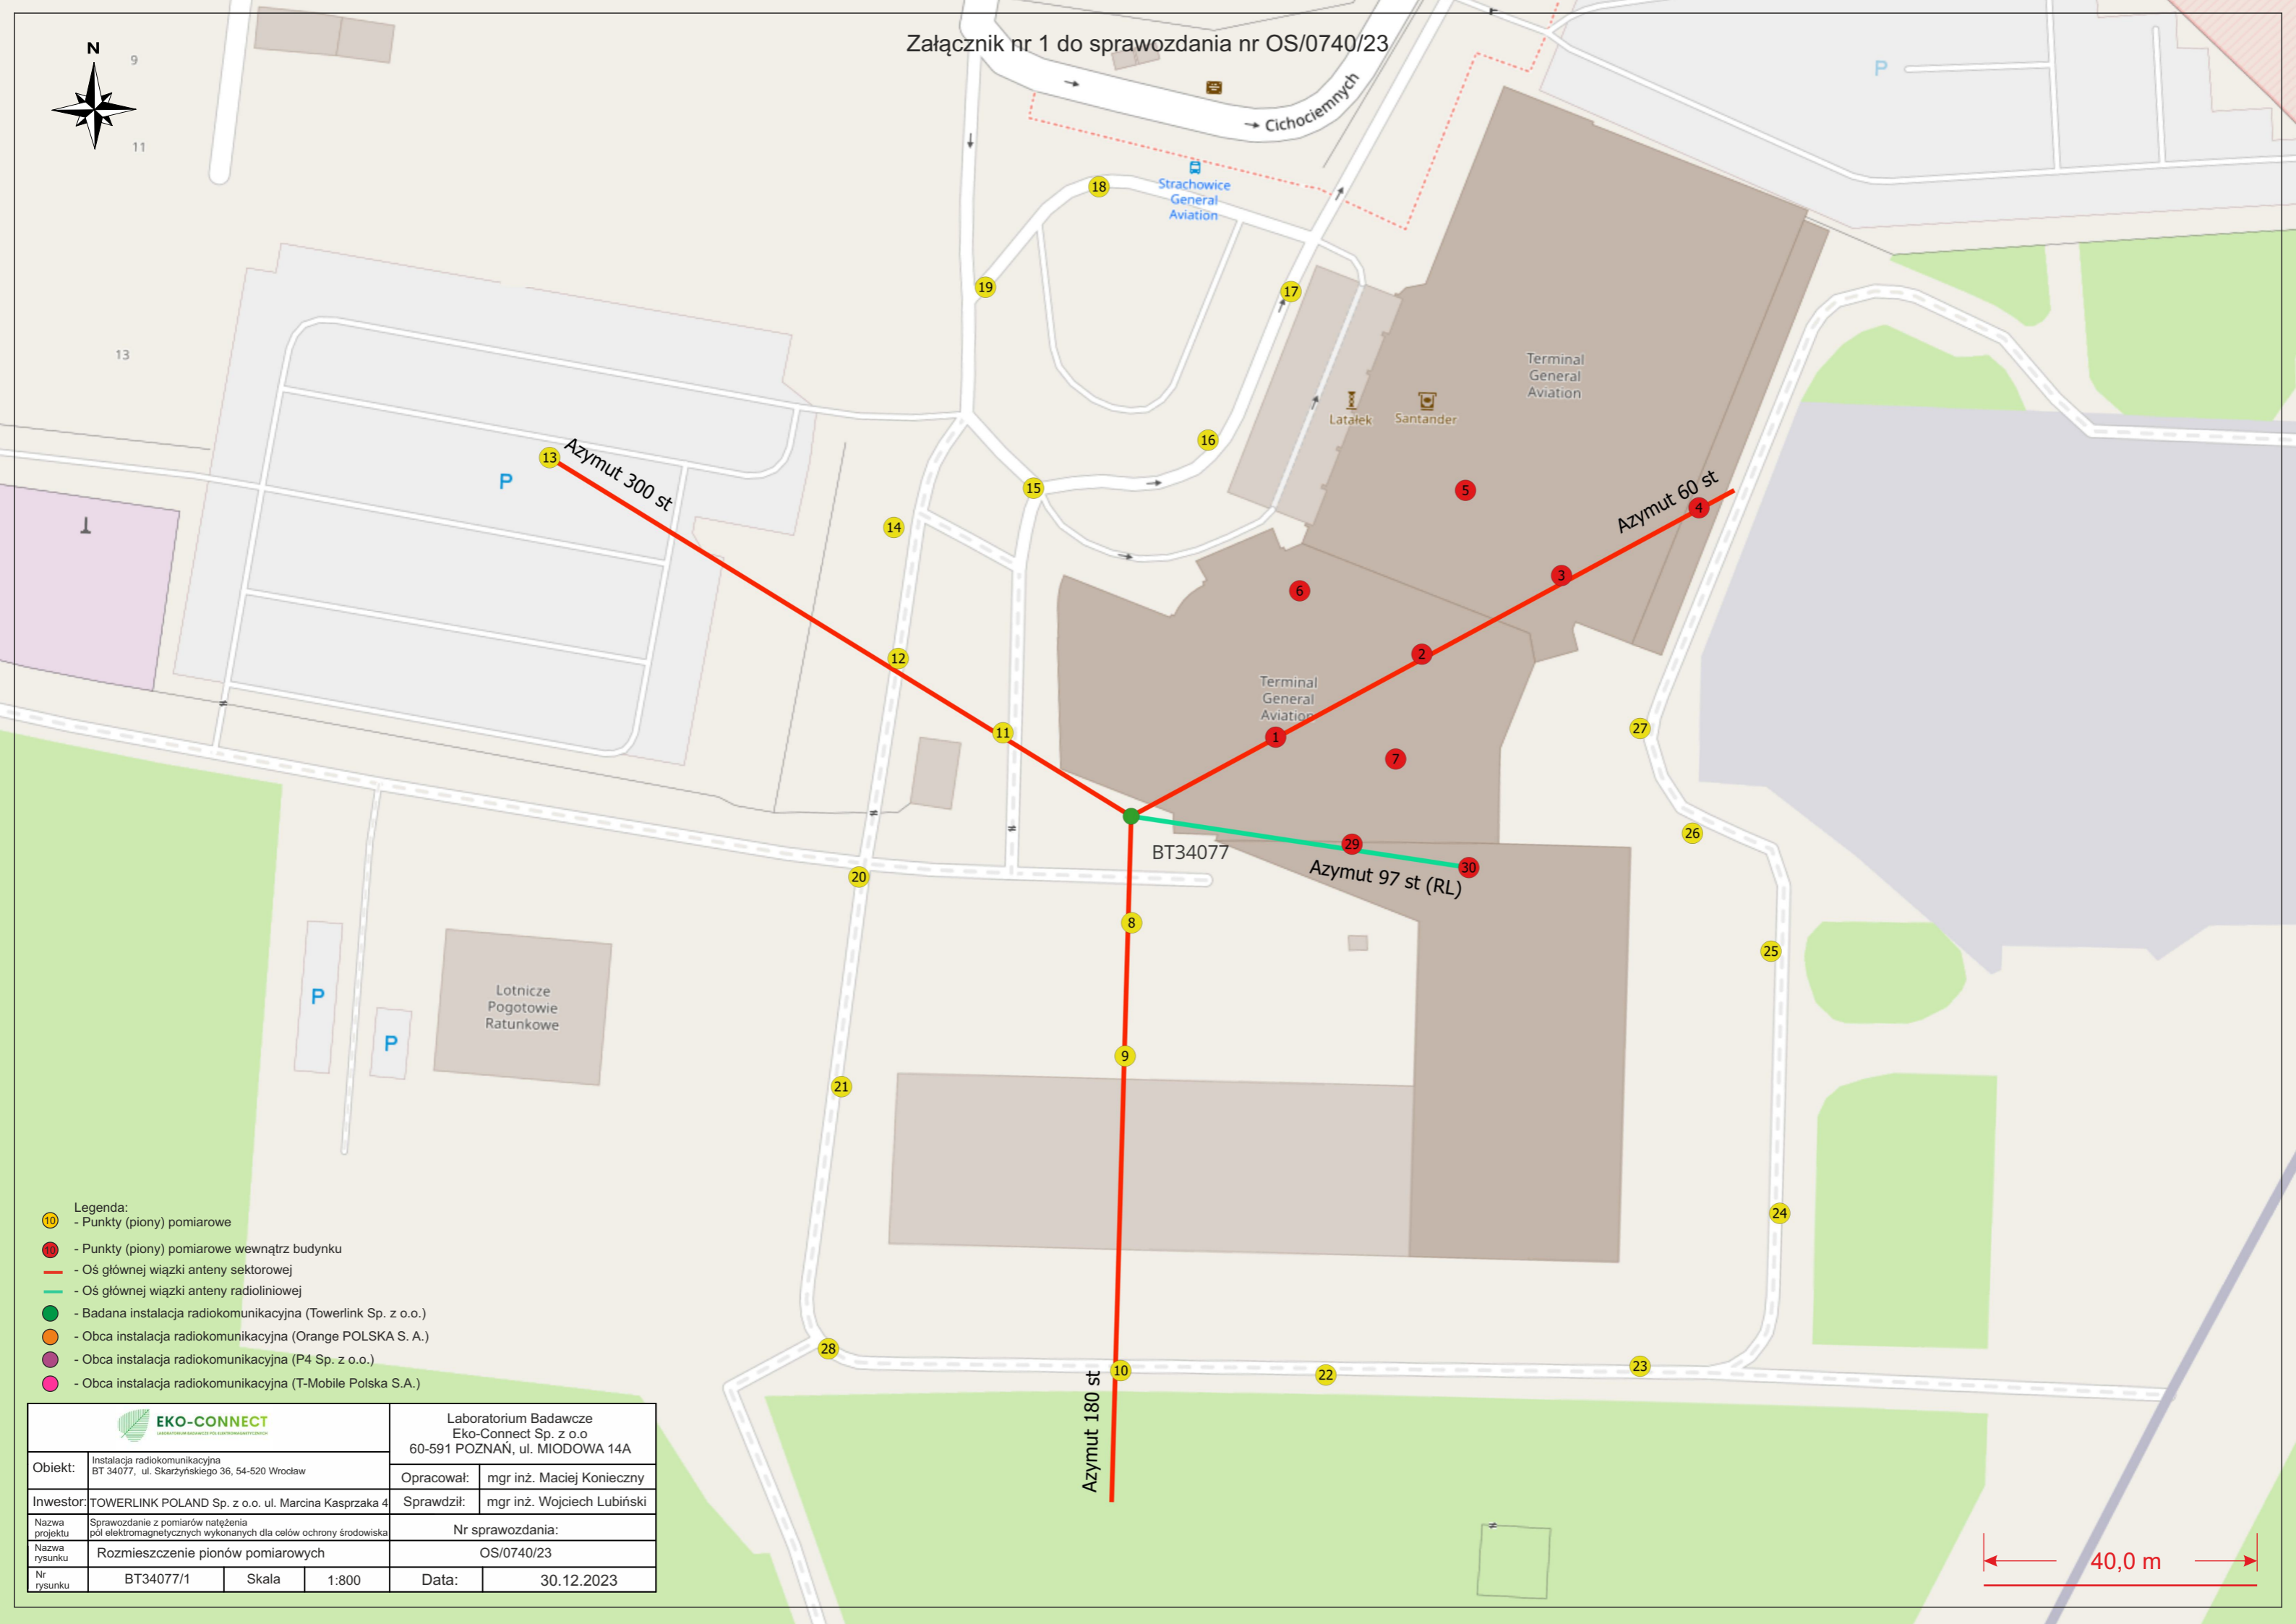 Załącznik nr 1 do sprawozdania nr OS/0740/23
N
9
11
13
Cichociemnych
P
Strachowice
General
Aviation
18
19
17
Terminal
General
Aviation
Latałek
Santander
16
13
Azymut 300 st
P
15
14
5
Azymut 60 st
4
3
6
12
2
Terminal
General
Aviation
11
1
7
27
26
BT34077
29
30
Azymut 97 st (RL)
20
8
25
Lotnicze
Pogotowie
Ratunkowe
P
P
9
21
24
28
10
22
23
Azymut 180 st
Legenda:
10 - Punkty (piony) pomiarowe
10 - Punkty (piony) pomiarowe wewnątrz budynku
- Oś głównej wiązki anteny sektorowej
- Oś głównej wiązki anteny radioliniowej
- Badana instalacja radiokomunikacyjna (Towerlink Sp. z o.o.)
- Obca instalacja radiokomunikacyjna (Orange POLSKA S. A.)
- Obca instalacja radiokomunikacyjna (P4 Sp. z o.o.)
- Obca instalacja radiokomunikacyjna (T-Mobile Polska S.A.)
EKO-CONNECT
LABORATORIUM BADAWCZE PÓL ELEKTROMAGNETYCZNYCH
Laboratorium Badawcze
Eko-Connect Sp. z o.o
60-591 POZNAŃ, ul. MIODOWA 14A
Obiekt:
Instalacja radiokomunikacyjna
BT 34077, ul. Skarżyńskiego 36, 54-520 Wrocław
Opracował: mgr inż. Maciej Konieczny
Inwestor: TOWERLINK POLAND Sp. z o.o. ul. Marcina Kasprzaka 4
Sprawdził: mgr inż. Wojciech Lubiński
Nazwa
projektu
Sprawozdanie z pomiarów natężenia
pól elektromagnetycznych wykonanych dla celów ochrony środowiska
Nr sprawozdania:
Nazwa
rysunku
Rozmieszczenie pionów pomiarowych
OS/0740/23
Nr
rysunku
BT34077/1
Skala
1:800
Data:
30.12.2023
40,0 m